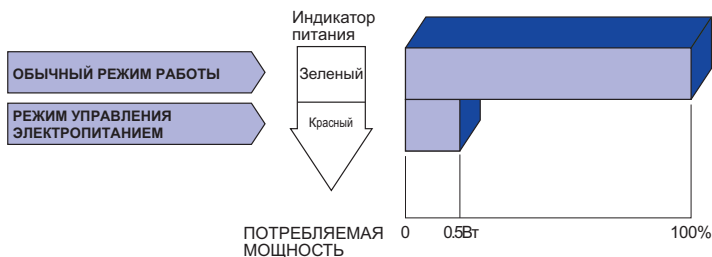 Индикатор
питания
ОБЫЧНЫЙ РЕЖИМ РАБОТЫ
Зеленый
РЕЖИМ УПРАВЛЕНИЯ
ЭЛЕКТРОПИТАНИЕМ
Красный
ПОТРЕБЛЯЕМАЯ
МОЩНОСТЬ
0 0.5Вт 100%